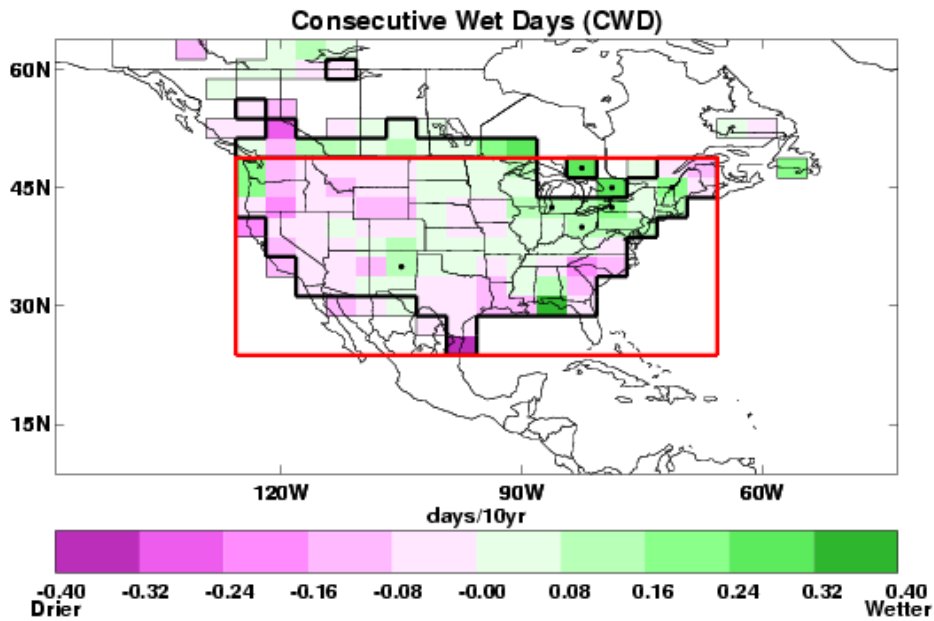 Consecutive Wet Days (CWD)
60N
45N
30N
15N
120W 90W 60W
days/10yr
-0.40 -0.32 -0.24 -0.16 -0.08 -0.00 0.08 0.16 0.24 0.32 0.40
Drier Wetter